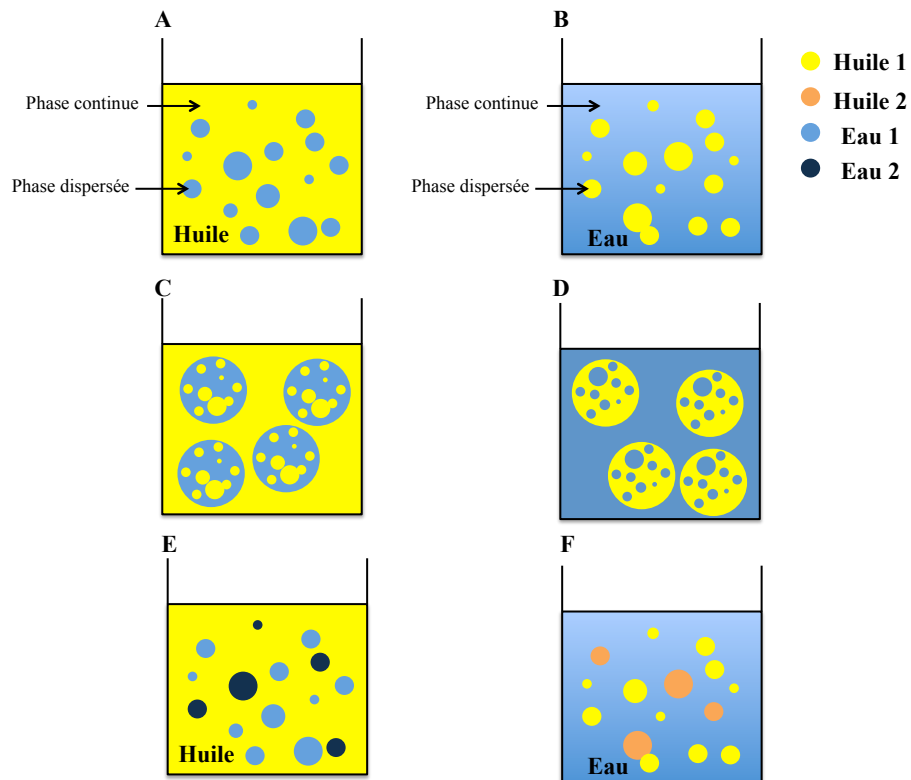 A
B
Huile 1
Huile 2
Eau 1
Eau 2
Phase continue
Phase dispersée
Huile
Phase continue
Phase dispersée
Eau
C
D
E
F
Huile
Eau